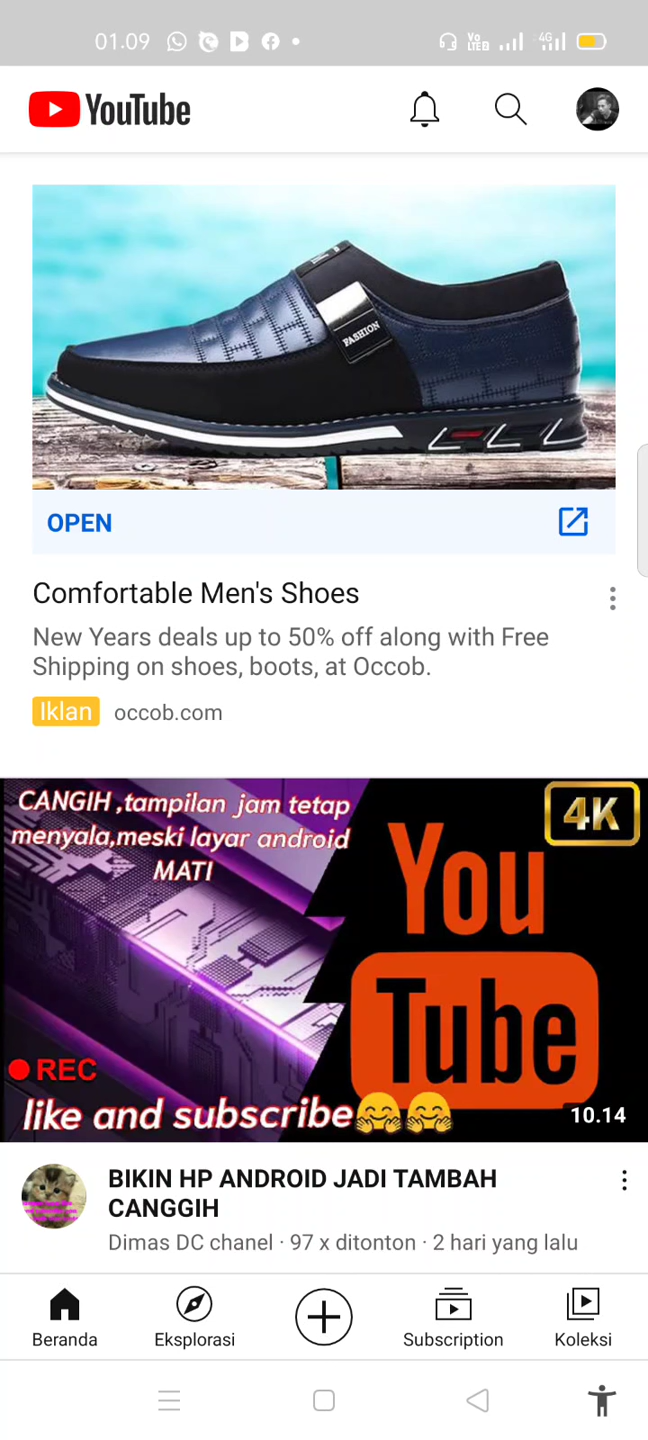 01.09
Vo
LTE
4G
YouTube
FASHION
OPEN
Comfortable Men's Shoes
New Years deals up to 50% off along with Free
Shipping on shoes, boots, at Occob.
Iklan occob.com
CANGIH ,tampilan jam tetap
menyala,meski layar android
MATI
4K
You
Tube
REC
like and subscribe🤗🤗
10.14
BIKIN HP ANDROID JADI TAMBAH
CANGGIH
Dimas DC chanel · 97 x ditonton · 2 hari yang lalu
Beranda
Eksplorasi
Subscription
Koleksi